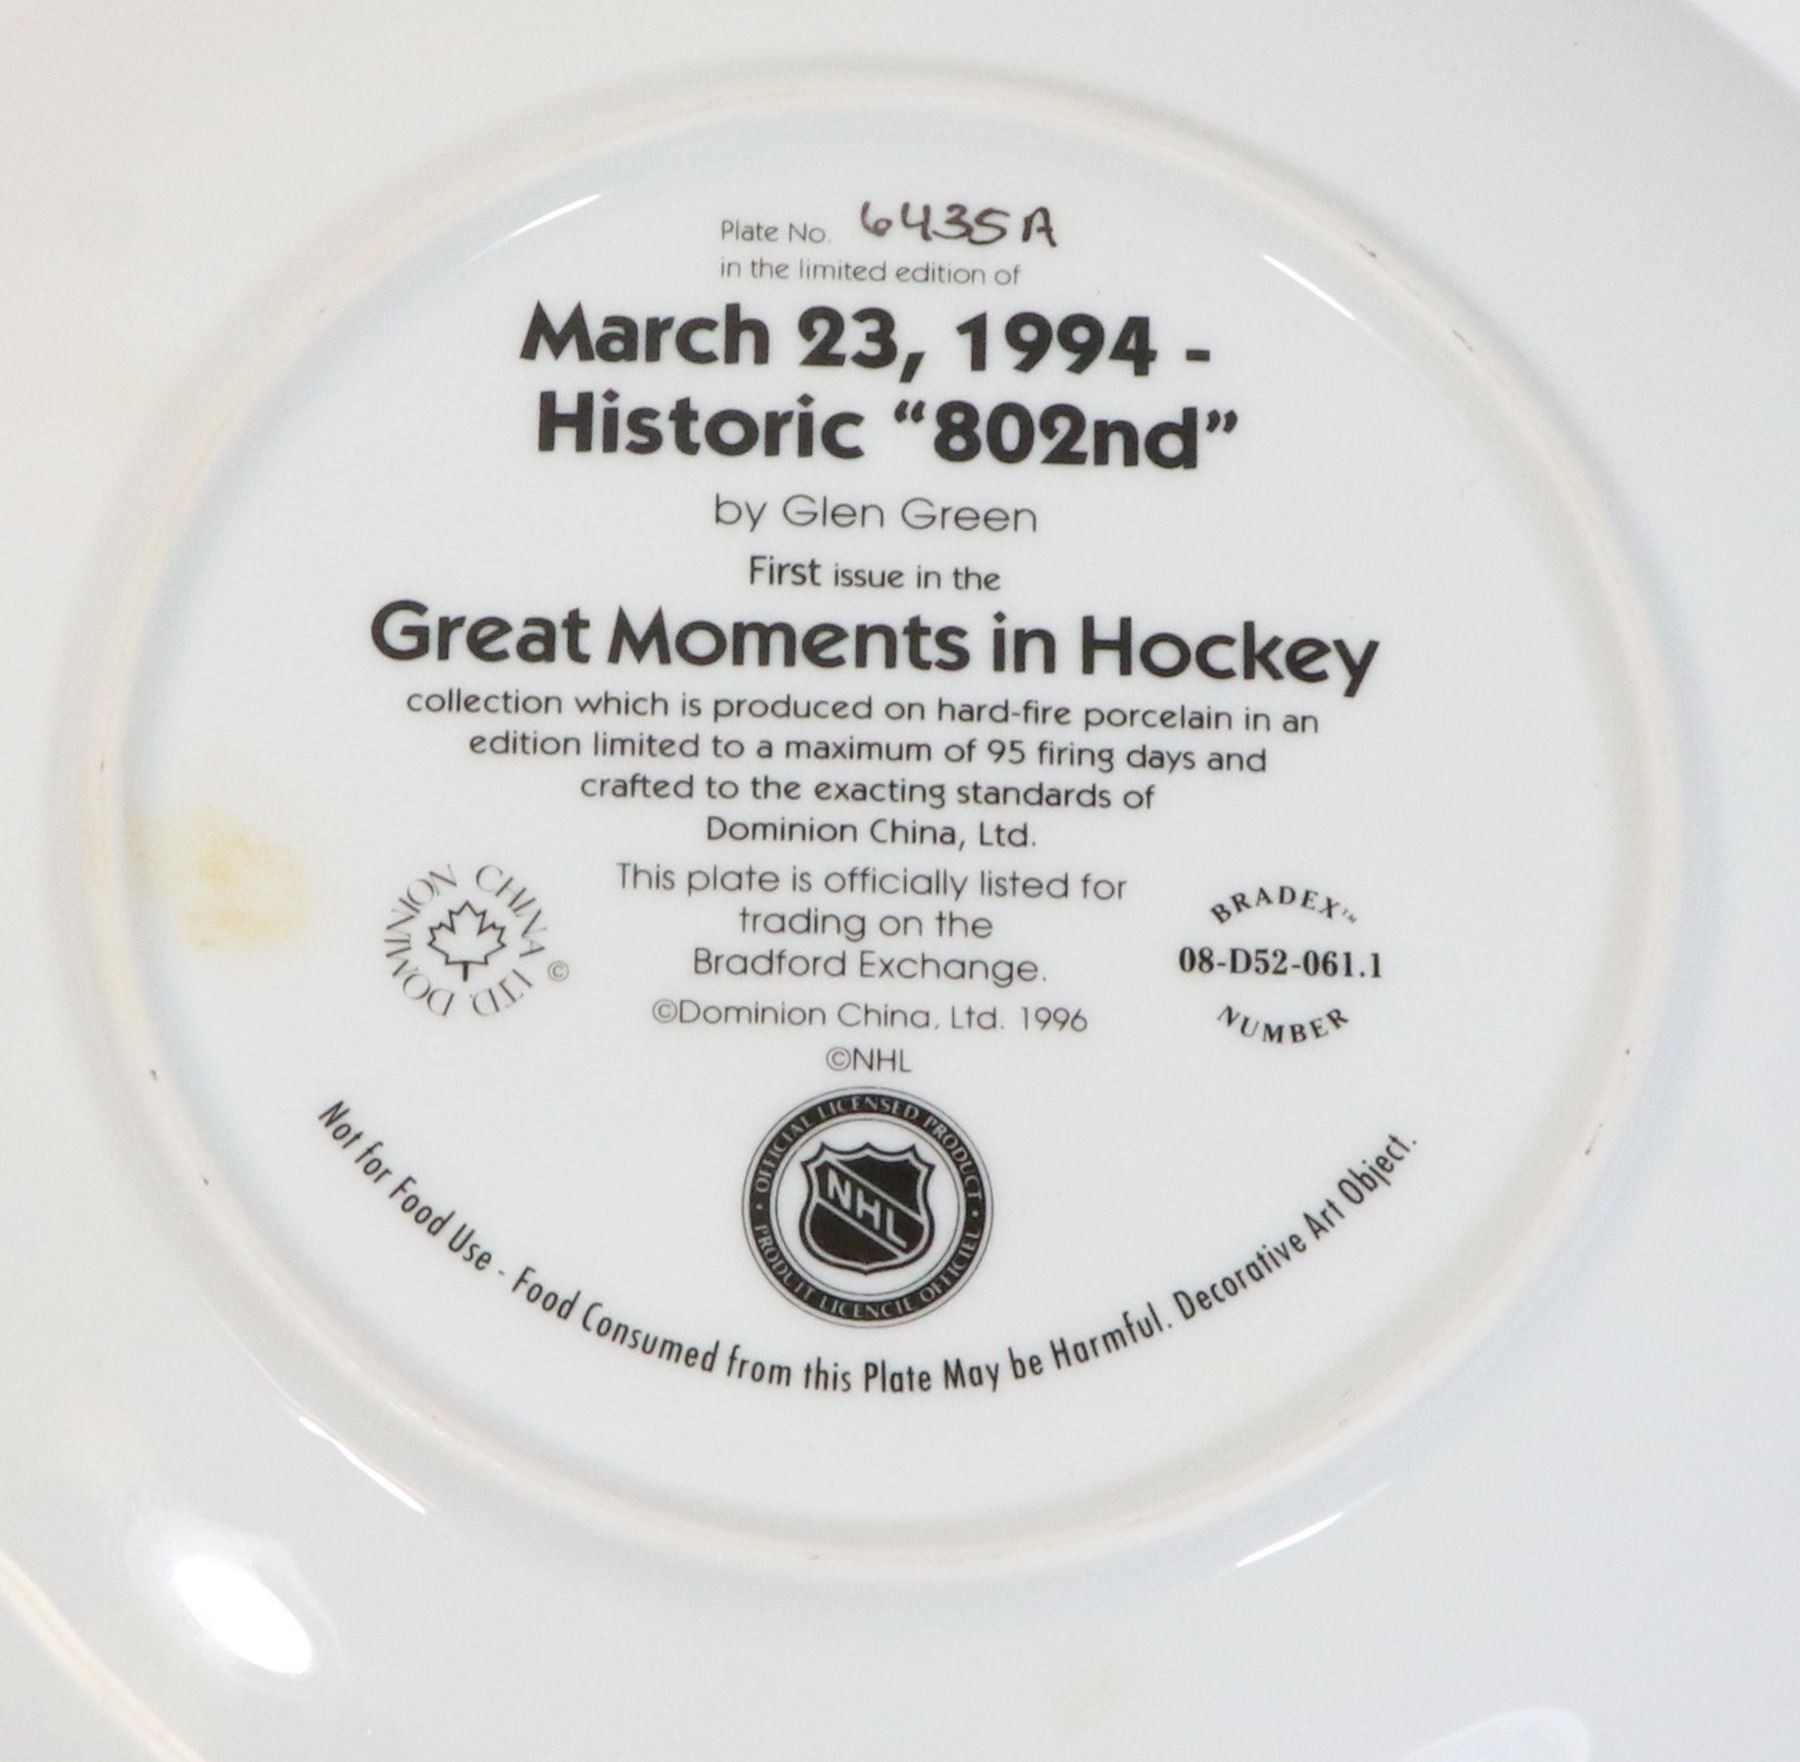 Plate No. 6435A
in the limited edition of
March 23, 1994 -
Historic “802nd”
by Glen Green
First issue in the
Great Moments in Hockey
collection which is produced on hard-fire porcelain in an
edition limited to a maximum of 95 firing days and
crafted to the exacting standards of
Dominion China, Ltd.
This plate is officially listed for
trading on the
Bradford Exchange.
©Dominion China, Ltd. 1996
©NHL
DOMINION CHINA LTD. ©
BRADEX™
08-D52-061.1
NUMBER
• OFFICIAL LICENSED PRODUCT •
NHL
PRODUIT LICENCIE OFFICIEL
Not for Food Use - Food Consumed from this Plate May be Harmful. Decorative Art Object.